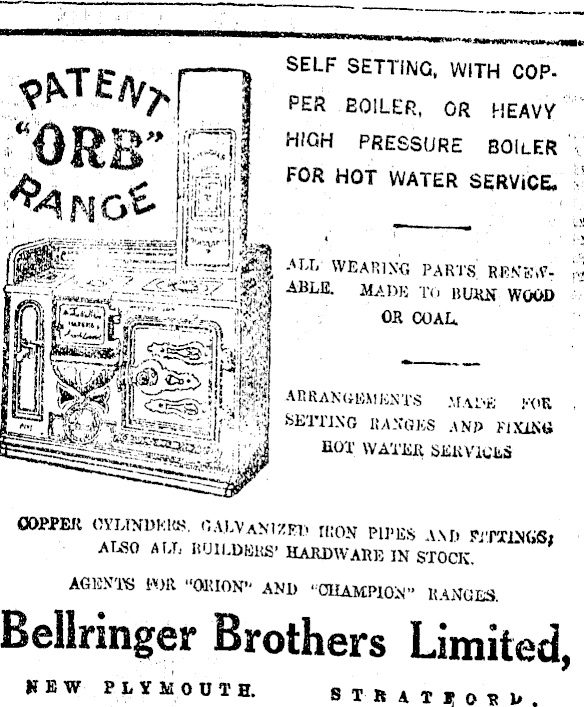 PATENT
"ORB"
RANGE
SELF SETTING, WITH COP-
PER BOILER, OR HEAVY
HIGH PRESSURE BOILER
FOR HOT WATER SERVICE.
ALL WEARING PARTS RENEW-
ABLE. MADE TO BURN WOOD
OR COAL.
ARRANGEMENTS MADE FOR
SETTING RANGES AND FIXING
HOT WATER SERVICES
COPPER CYLINDERS, GALVANIZED IRON PIPES AND FITTINGS;
ALSO ALL BUILDERS' HARDWARE IN STOCK.
AGENTS FOR "ORION" AND "CHAMPION" RANGES.
Bellringer Brothers Limited,
NEW PLYMOUTH. STRATFORD.